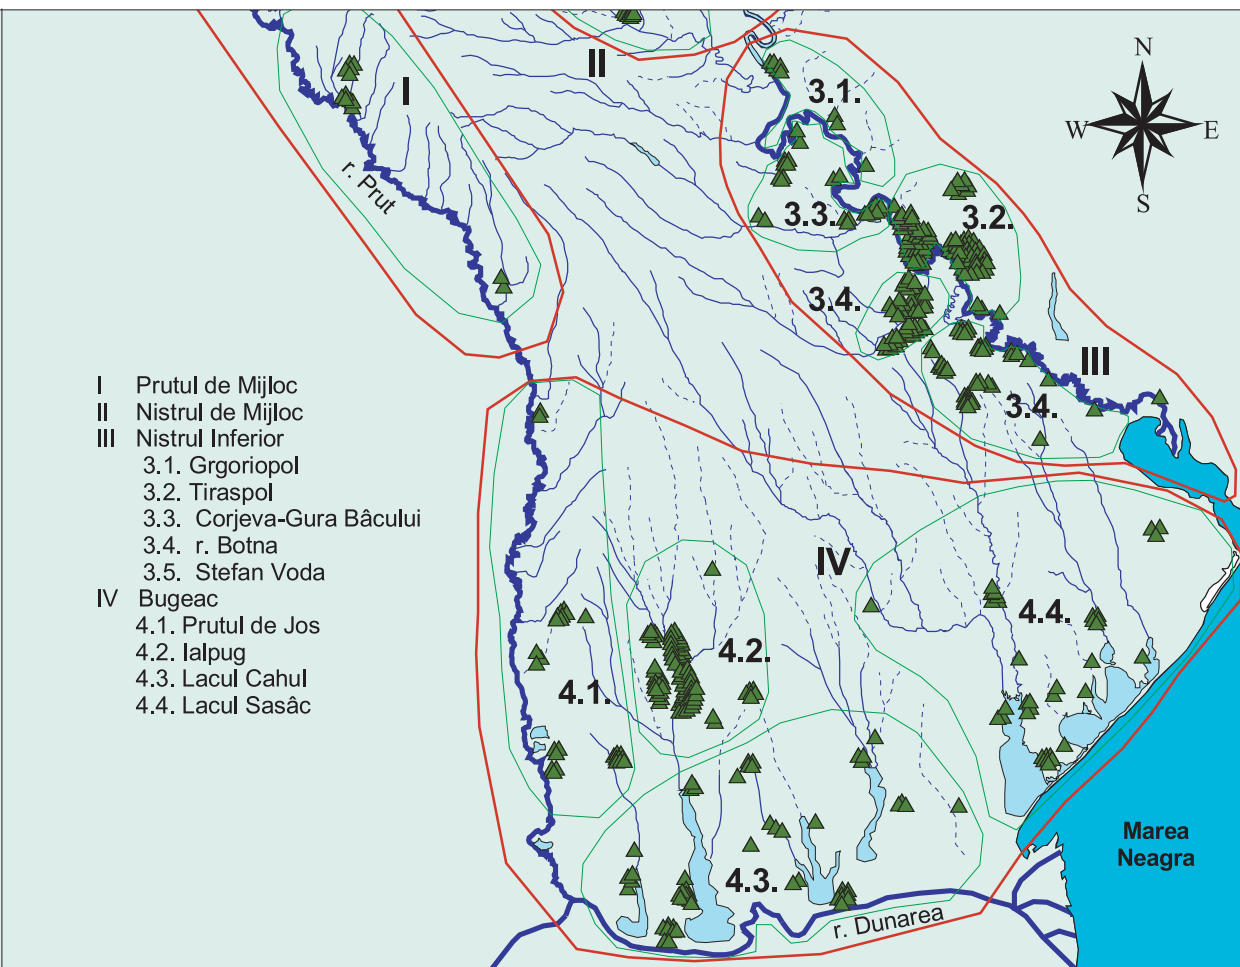 N
W E
S
I
II
3.1.
r. Prut
3.3.
3.2.
3.4.
III
3.4.
I Prutul de Mijloc
II Nistrul de Mijloc
III Nistrul Inferior
3.1. Grgoriopol
3.2. Tiraspol
3.3. Corjeva-Gura Bâcului
3.4. r. Botna
3.5. Stefan Voda
IV Bugeac
4.1. Prutul de Jos
4.2. Ialpug
4.3. Lacul Cahul
4.4. Lacul Sasâc
IV
4.4.
4.2.
4.1.
4.3.
r. Dunarea
Marea
Neagra